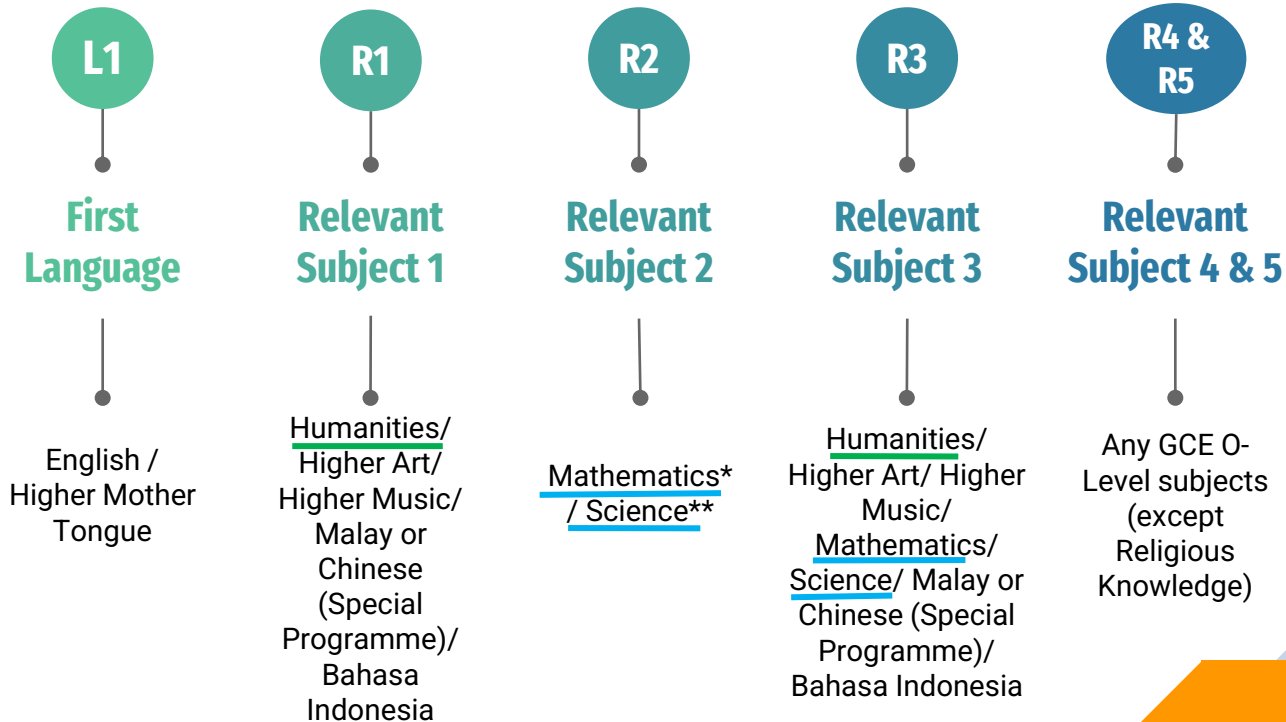 L1
First
Language
English /
Higher Mother
Tongue
R1
Relevant
Subject 1
Humanities/
Higher Art/
Higher Music/
Malay or
Chinese
(Special
Programme)/
Bahasa
Indonesia
R2
Relevant
Subject 2
Mathematics*
/ Science**
R3
Relevant
Subject 3
Humanities/
Higher Art/ Higher
Music/
Mathematics/
Science/ Malay or
Chinese (Special
Programme)/
Bahasa Indonesia
R4 &
R5
Relevant
Subject 4 & 5
Any GCE O-
Level subjects
(except
Religious
Knowledge)